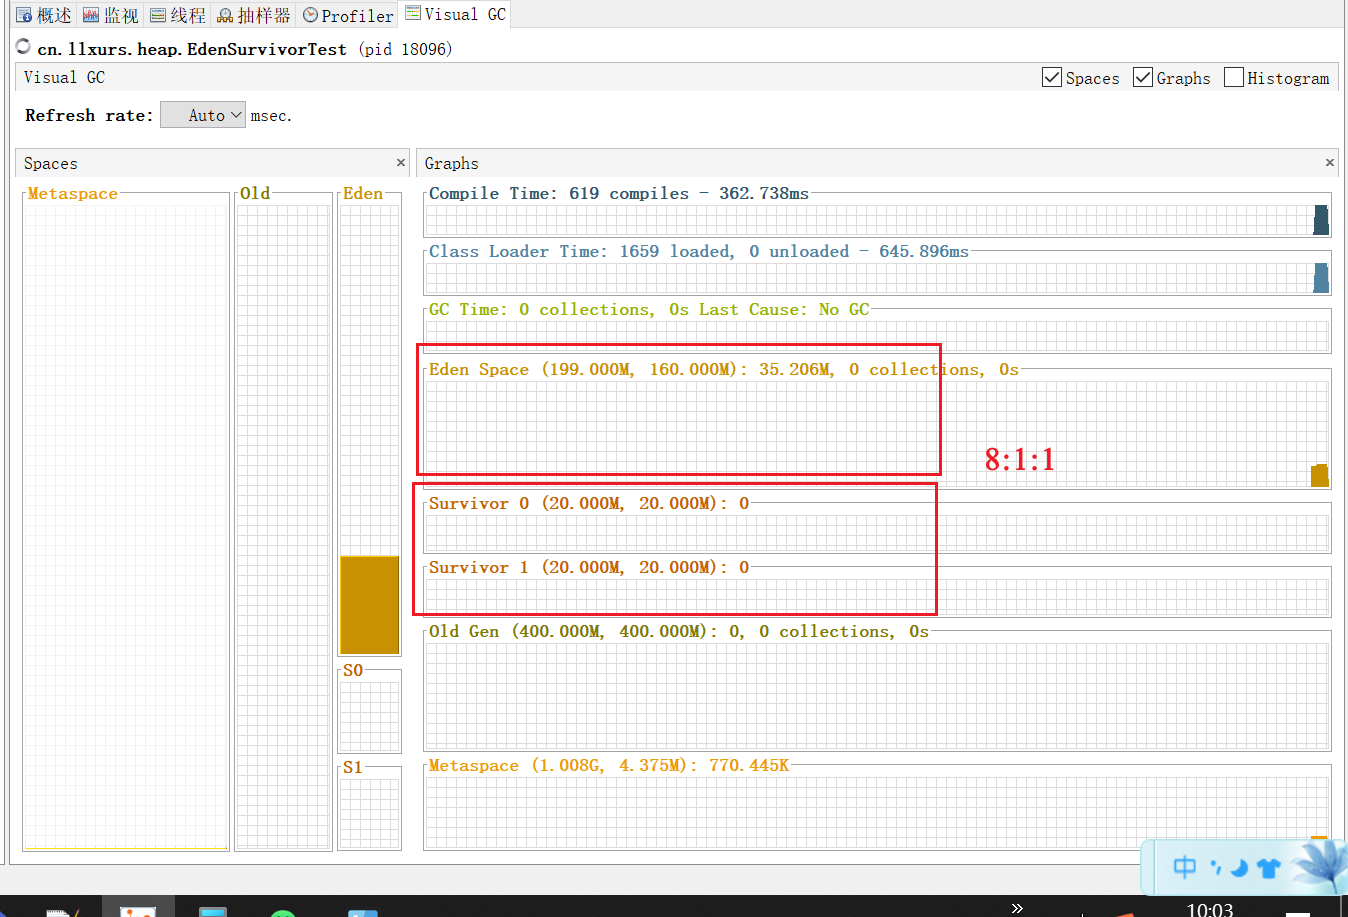 概述 监视 线程 抽样器 Profiler Visual GC
cn.llxurs.heap.EdenSurvivorTest (pid 18096)
Visual GC Spaces Graphs Histogram
Refresh rate: Auto msec.
Spaces × Graphs ×
Metaspace Old Eden
Compile Time: 619 compiles - 362.738ms
Class Loader Time: 1659 loaded, 0 unloaded - 645.896ms
GC Time: 0 collections, 0s Last Cause: No GC
Eden Space (199.000M, 160.000M): 35.206M, 0 collections, 0s
8:1:1
Survivor 0 (20.000M, 20.000M): 0
Survivor 1 (20.000M, 20.000M): 0
Old Gen (400.000M, 400.000M): 0, 0 collections, 0s
S0
S1
Metaspace (1.008G, 4.375M): 770.445K
中
10:03